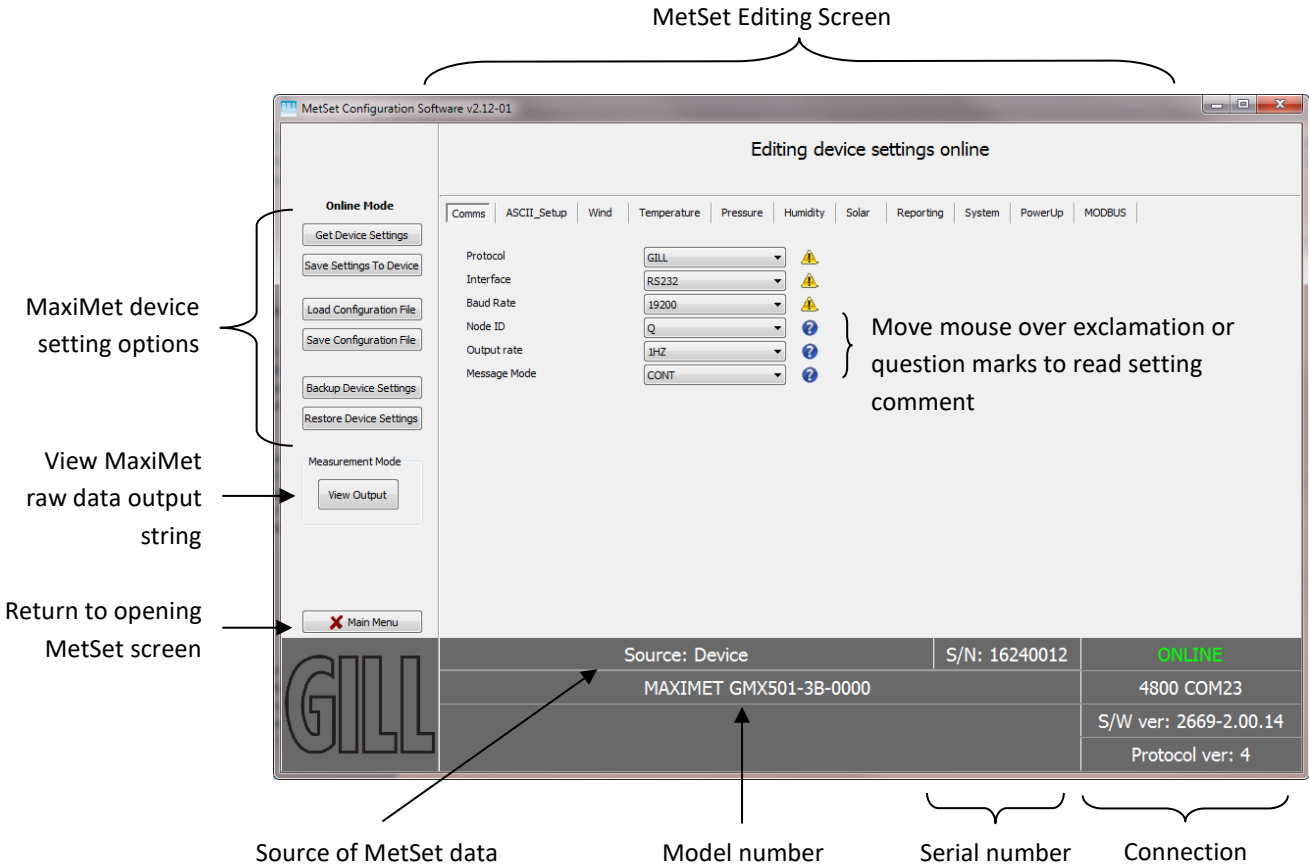 MetSet Editing Screen
MetSet Configuration Software v2.12-01
Editing device settings online
Online Mode
Get Device Settings
Save Settings To Device
Load Configuration File
Save Configuration File
Backup Device Settings
Restore Device Settings
Measurement Mode
View Output
Main Menu
Comms ASCII_Setup Wind Temperature Pressure Humidity Solar Reporting System PowerUp MODBUS
Protocol GILL
Interface RS232
Baud Rate 19200
Node ID Q
Output rate 1HZ
Message Mode CONT
Move mouse over exclamation or
question marks to read setting
comment
MaxiMet device
setting options
View MaxiMet
raw data output
string
Return to opening
MetSet screen
GILL
Source: Device S/N: 16240012 ONLINE
MAXIMET GMX501-3B-0000 4800 COM23
S/W ver: 2669-2.00.14
Protocol ver: 4
Source of MetSet data Model number Serial number Connection